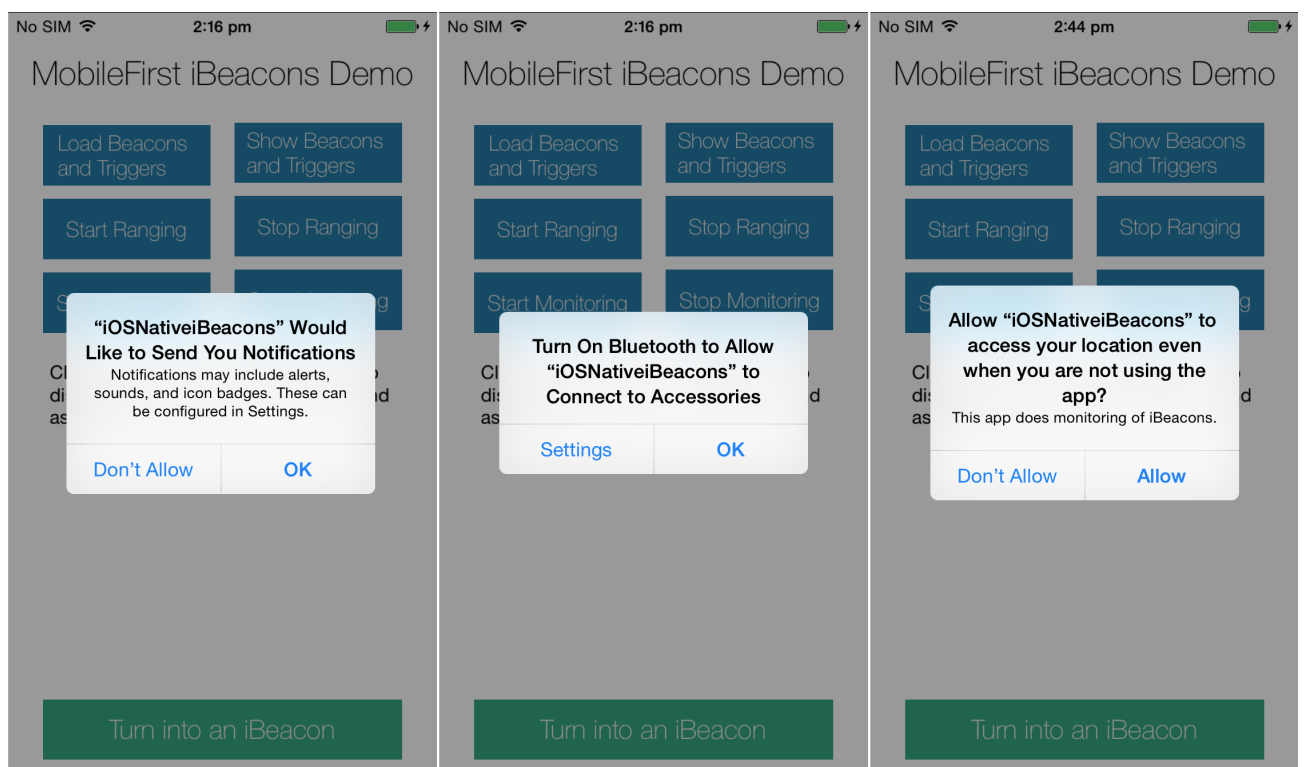 No SIM 2:16 pm
MobileFirst iBeacons Demo
Load Beacons
and Triggers
Show Beacons
and Triggers
Start Ranging
Stop Ranging
“iOSNativeiBeacons” Would
Like to Send You Notifications
Notifications may include alerts,
sounds, and icon badges. These can
be configured in Settings.
Don’t Allow
OK
Turn into an iBeacon
No SIM 2:16 pm
MobileFirst iBeacons Demo
Load Beacons
and Triggers
Show Beacons
and Triggers
Start Ranging
Stop Ranging
Start Monitoring
Stop Monitoring
Turn On Bluetooth to Allow
“iOSNativeiBeacons” to
Connect to Accessories
Settings
OK
Turn into an iBeacon
No SIM 2:44 pm
MobileFirst iBeacons Demo
Load Beacons
and Triggers
Show Beacons
and Triggers
Start Ranging
Stop Ranging
Allow “iOSNativeiBeacons” to
access your location even
when you are not using the
app?
This app does monitoring of iBeacons.
Don’t Allow
Allow
Turn into an iBeacon